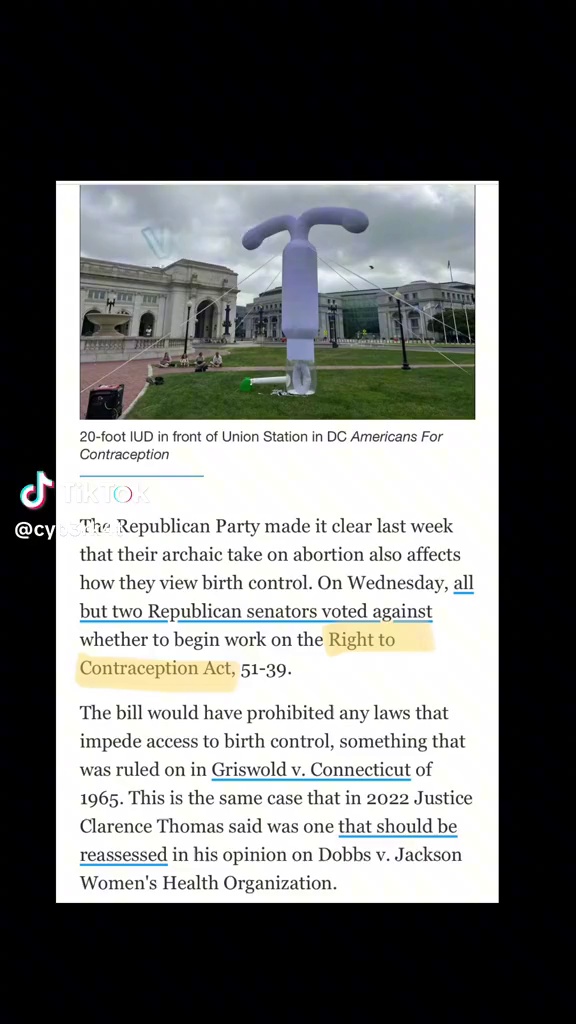 20-foot IUD in front of Union Station in DC Americans For
Contraception
TikTok
The Republican Party made it clear last week
that their archaic take on abortion also affects
how they view birth control. On Wednesday, all
but two Republican senators voted against
whether to begin work on the Right to
Contraception Act, 51-39.
The bill would have prohibited any laws that
impede access to birth control, something that
was ruled on in Griswold v. Connecticut of
1965. This is the same case that in 2022 Justice
Clarence Thomas said was one that should be
reassessed in his opinion on Dobbs v. Jackson
Women's Health Organization.